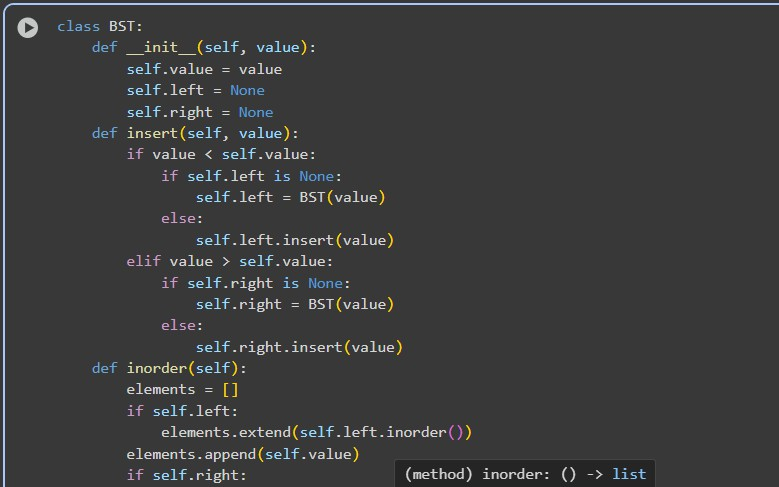 class BST:
    def __init__(self, value):
        self.value = value
        self.left = None
        self.right = None
    def insert(self, value):
        if value < self.value:
            if self.left is None:
                self.left = BST(value)
            else:
                self.left.insert(value)
        elif value > self.value:
            if self.right is None:
                self.right = BST(value)
            else:
                self.right.insert(value)
    def inorder(self):
        elements = []
        if self.left:
            elements.extend(self.left.inorder())
        elements.append(self.value)
        if self.right:
(method) inorder: () -> list